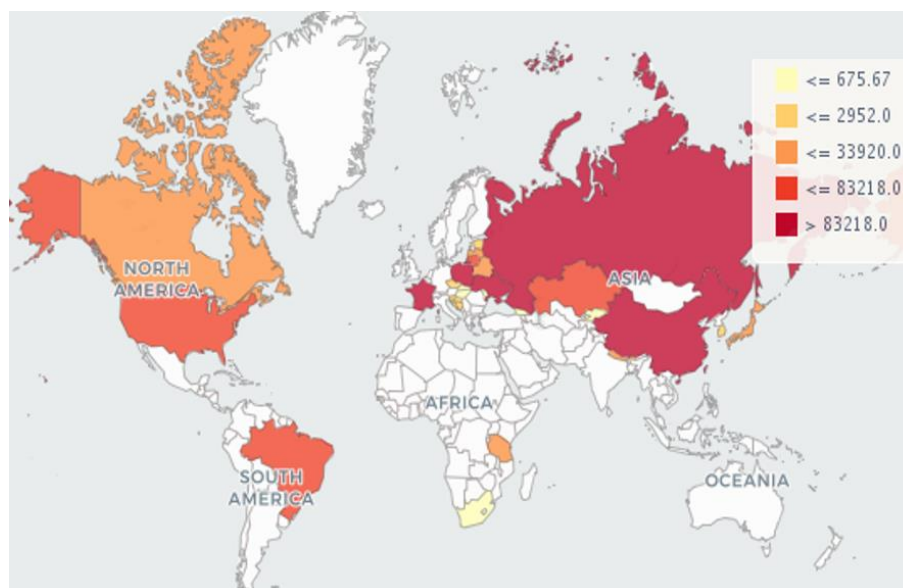 <= 675.67
<= 2952.0
<= 33920.0
<= 83218.0
> 83218.0
NORTH
AMERICA
ASIA
AFRICA
SOUTH
AMERICA
OCEANIA